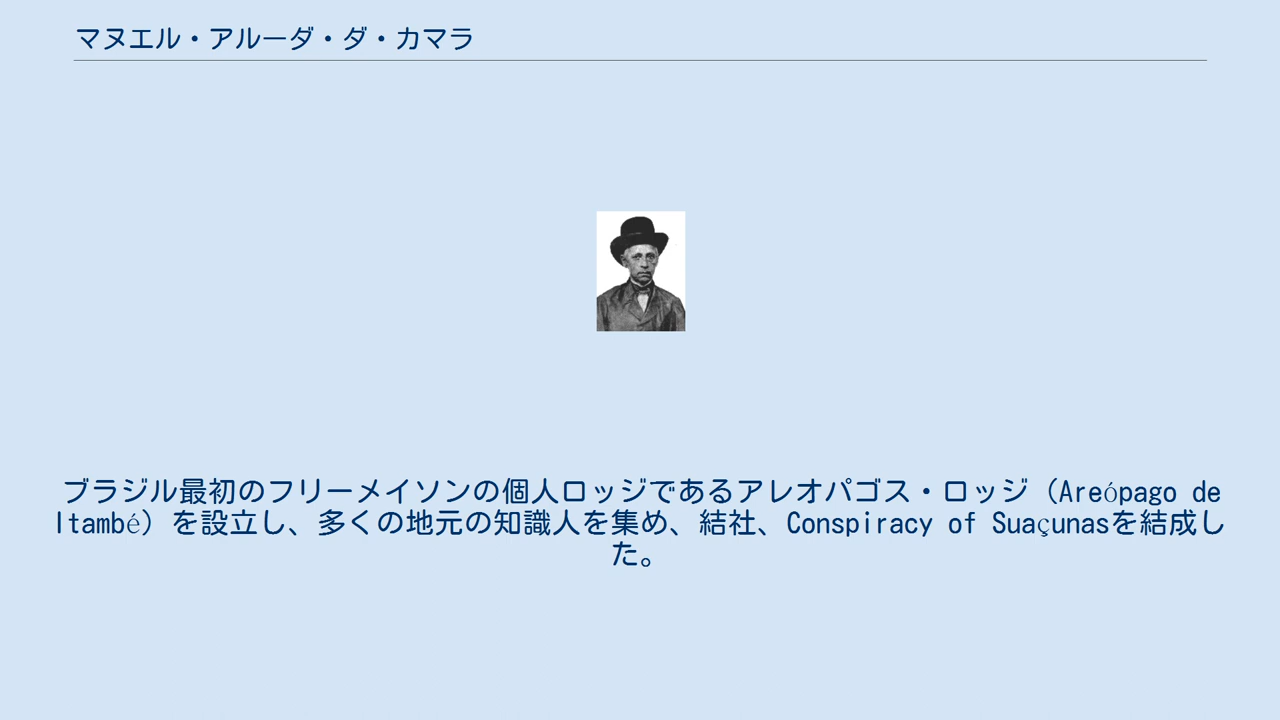 マヌエル・アルーダ・ダ・カマラ
ブラジル最初のフリーメイソンの個人ロッジであるアレオパゴス・ロッジ（Areópago de
Itambé）を設立し、多くの地元の知識人を集め、結社、Conspiracy of Suaçunasを結成し
た。